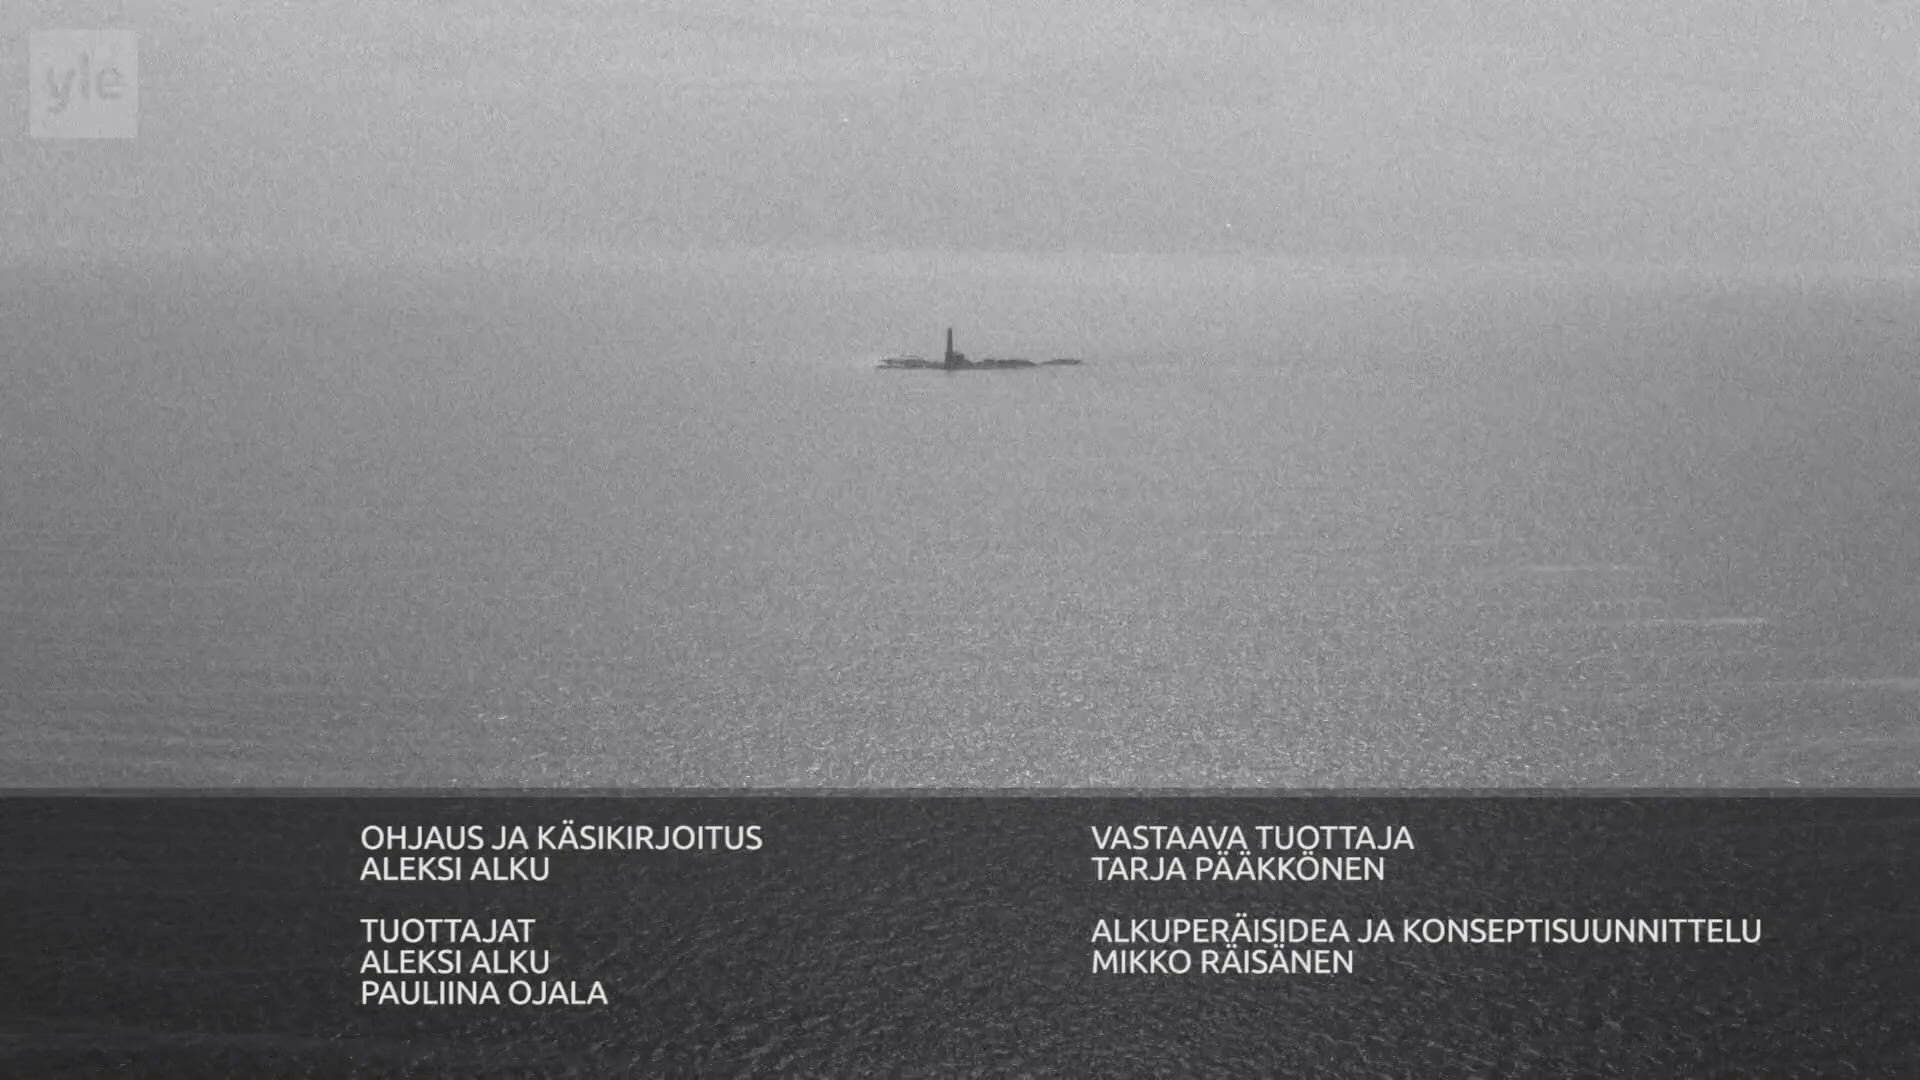 yle
OHJAUS JA KÄSIKIRJOITUS
ALEKSI ALKU
TUOTTAJAT
ALEKSI ALKU
PAULIINA OJALA
VASTAAVA TUOTTAJA
TARJA PÄÄKKÖNEN
ALKUPERÄISIDEA JA KONSEPTISUUNNITTELU
MIKKO RÄISÄNEN